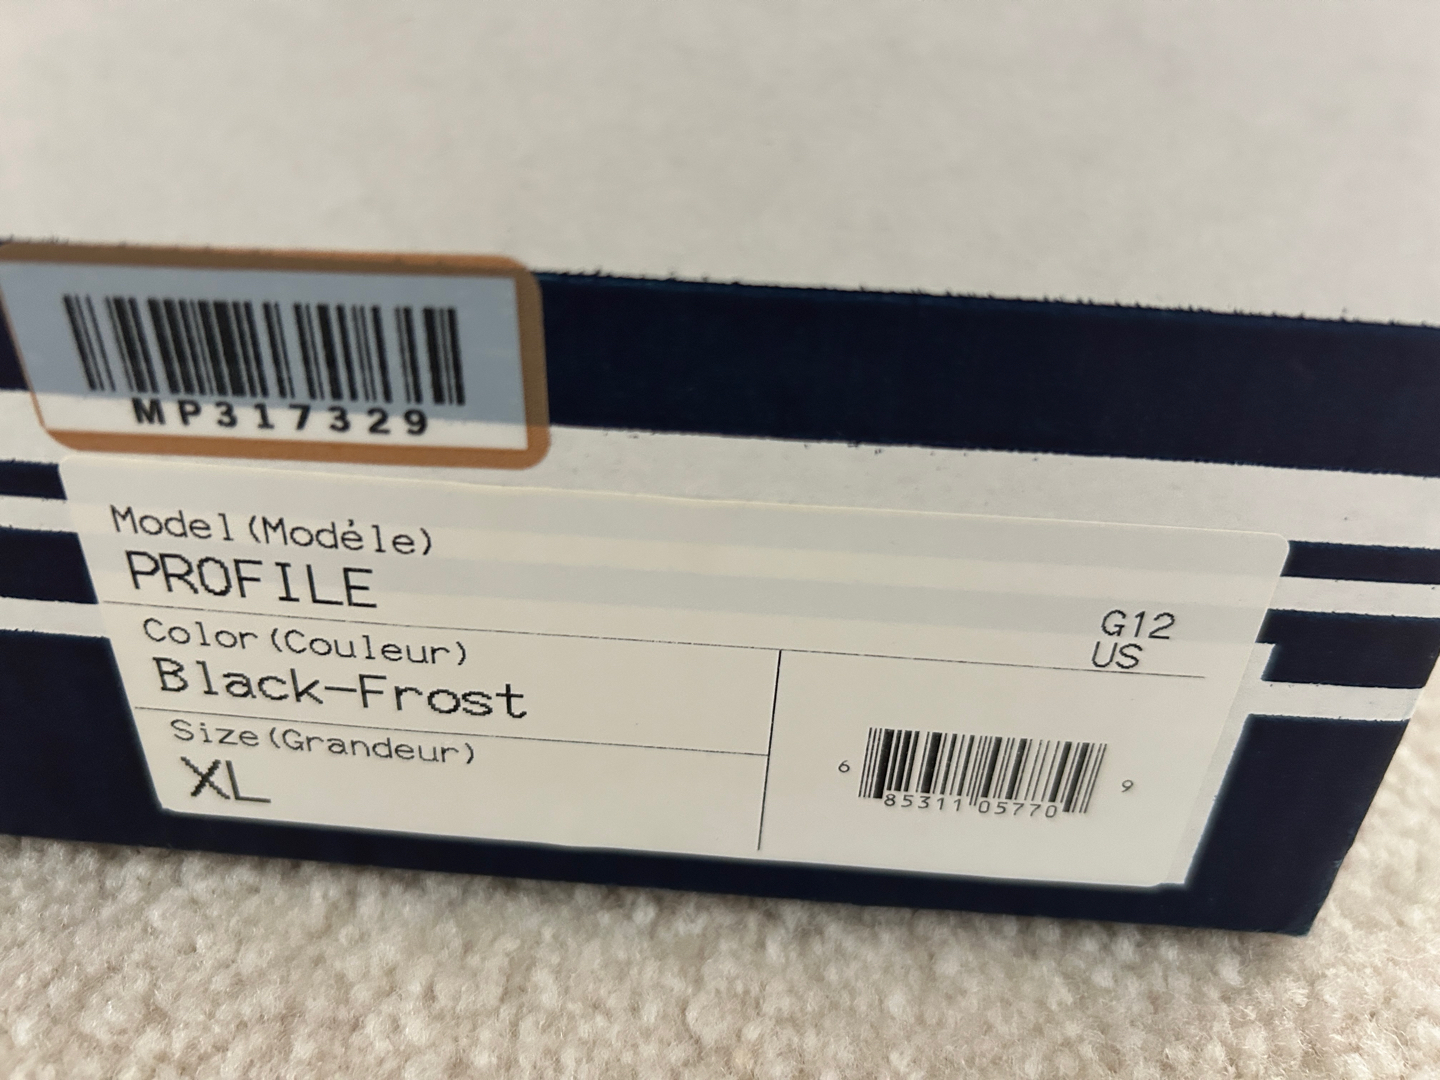 MP317329
Model(Modéle)
PROFILE
G12
US
Color(Couleur)
Black-Frost
Size(Grandeur)
XL
6 85311 05770 9